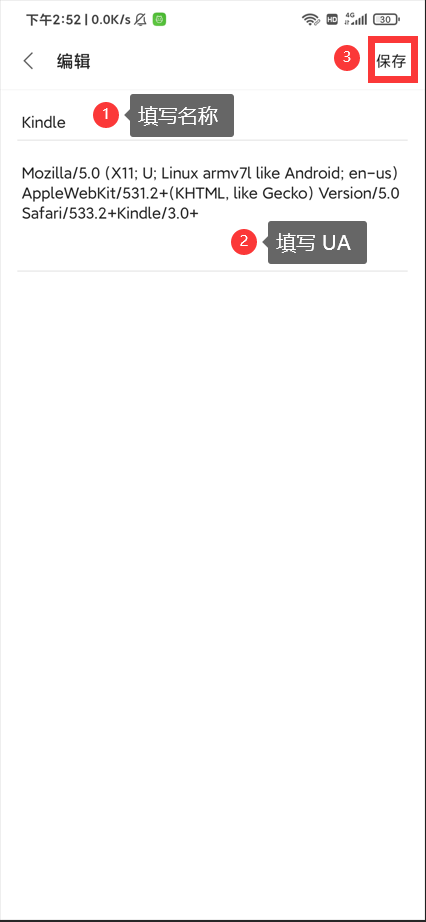 下午2:52 | 0.0K/s HD 4G 30
编辑 3 保存
Kindle 1 填写名称
Mozilla/5.0 (X11; U; Linux armv7l like Android; en-us)
AppleWebKit/531.2+(KHTML, like Gecko) Version/5.0
Safari/533.2+Kindle/3.0+
2 填写 UA